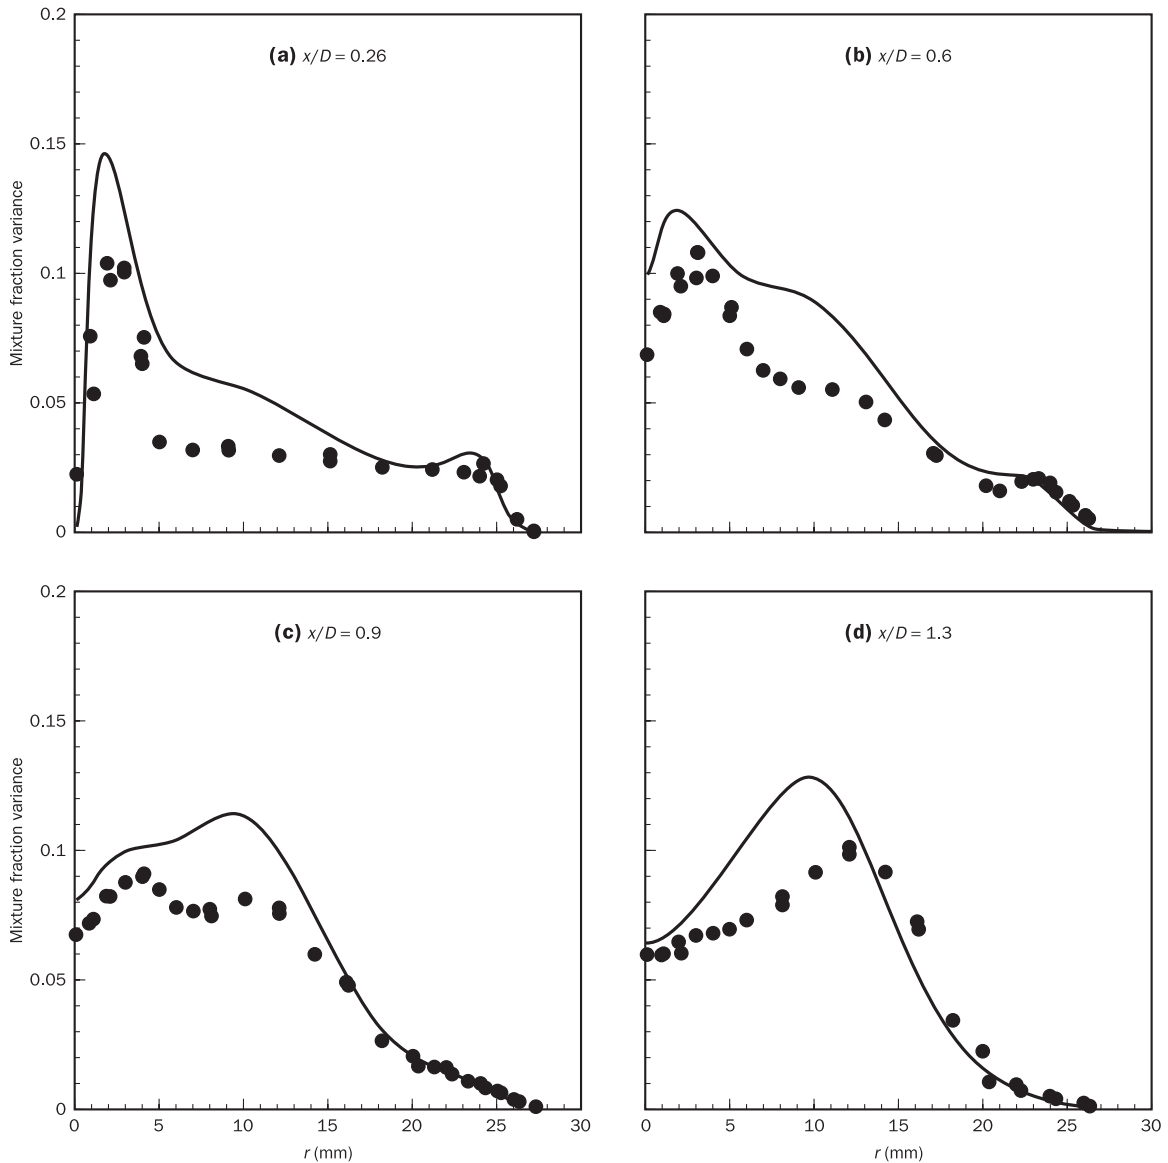 0.2
0.15
0.1
0.05
0
Mixture fraction variance
(a) x/D = 0.26
(b) x/D = 0.6
0.2
0.15
0.1
0.05
0
Mixture fraction variance
(c) x/D = 0.9
(d) x/D = 1.3
0 5 10 15 20 25 30
r (mm)
0 5 10 15 20 25 30
r (mm)